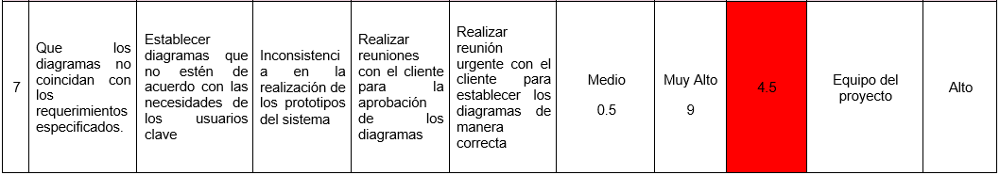 7
Que los
diagramas no
coincidan con
los
requerimientos
especificados.
Establecer
diagramas que
no estén de
acuerdo con las
necesidades de
los usuarios
clave
Inconsistenci
a en la
realización de
los prototipos
del sistema
Realizar
reuniones
con el cliente
para la
aprobación
de los
diagramas
Realizar
reunión
urgente con el
cliente para
establecer los
diagramas de
manera
correcta
Medio
0.5
Muy Alto
9
4.5
Equipo del
proyecto
Alto